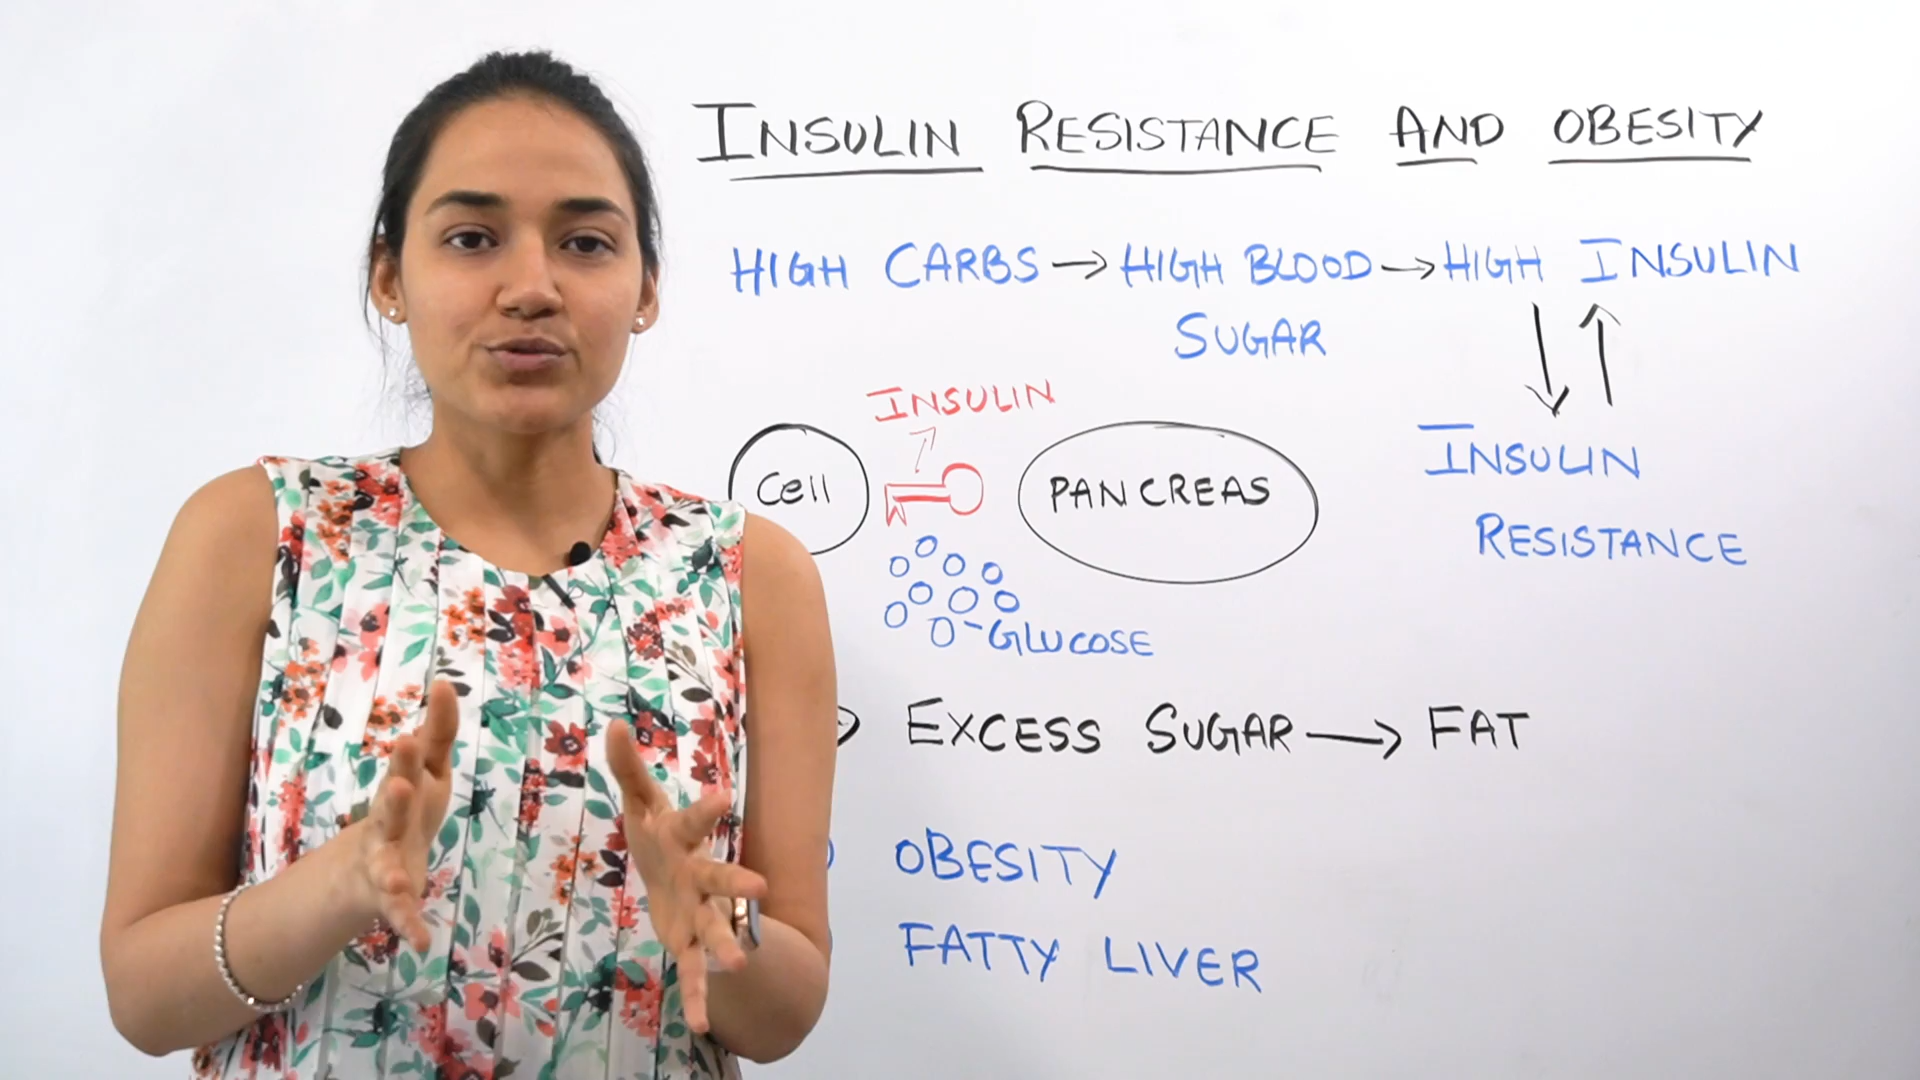 INSULIN RESISTANCE AND OBESITY
HIGH CARBS → HIGH BLOOD SUGAR → HIGH INSULIN
INSULIN RESISTANCE
INSULIN
Cell
PANCREAS
GLUCOSE
EXCESS SUGAR → FAT
OBESITY
FATTY LIVER